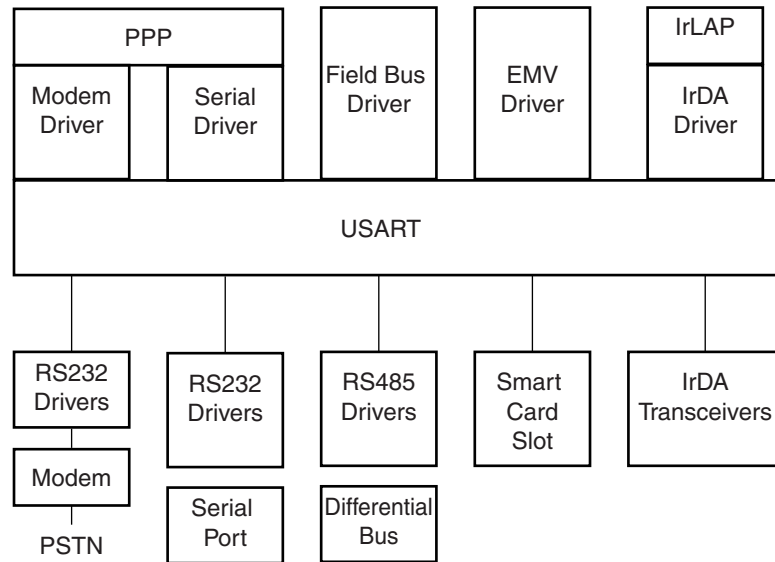 PPP
Modem
Driver
Serial
Driver
Field Bus
Driver
EMV
Driver
IrLAP
IrDA
Driver
USART
RS232
Drivers
Modem
PSTN
RS232
Drivers
Serial
Port
RS485
Drivers
Differential
Bus
Smart
Card
Slot
IrDA
Transceivers